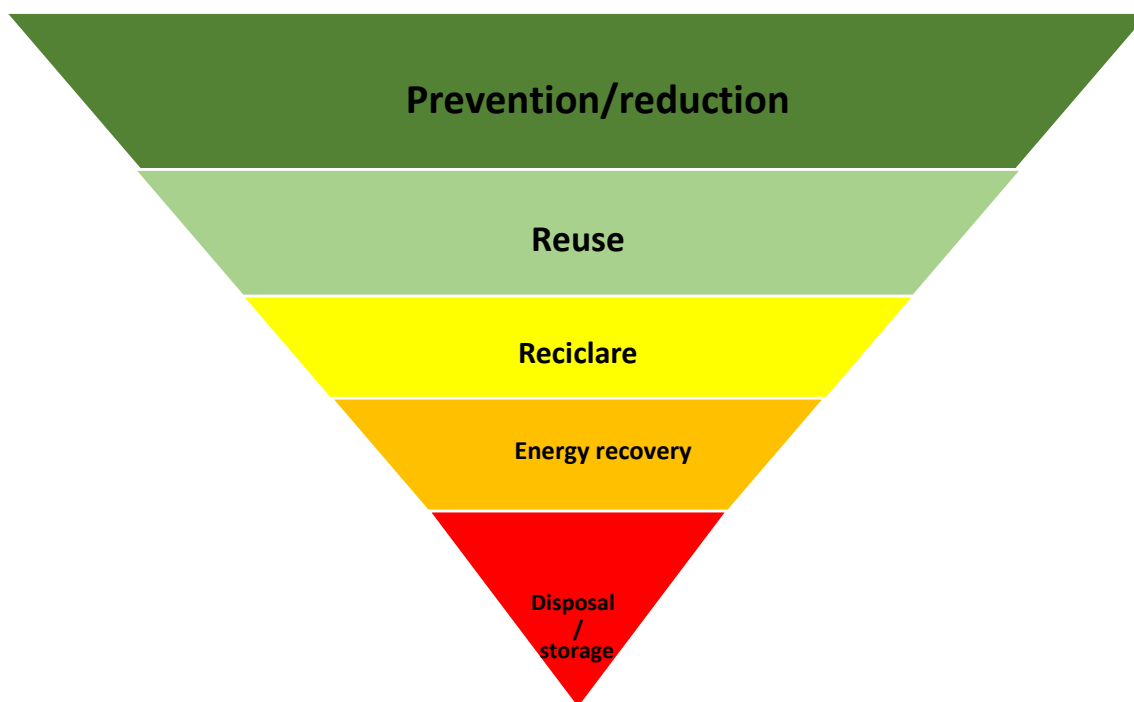 Prevention/reduction
Reuse
Reciclare
Energy recovery
Disposal
/
storage